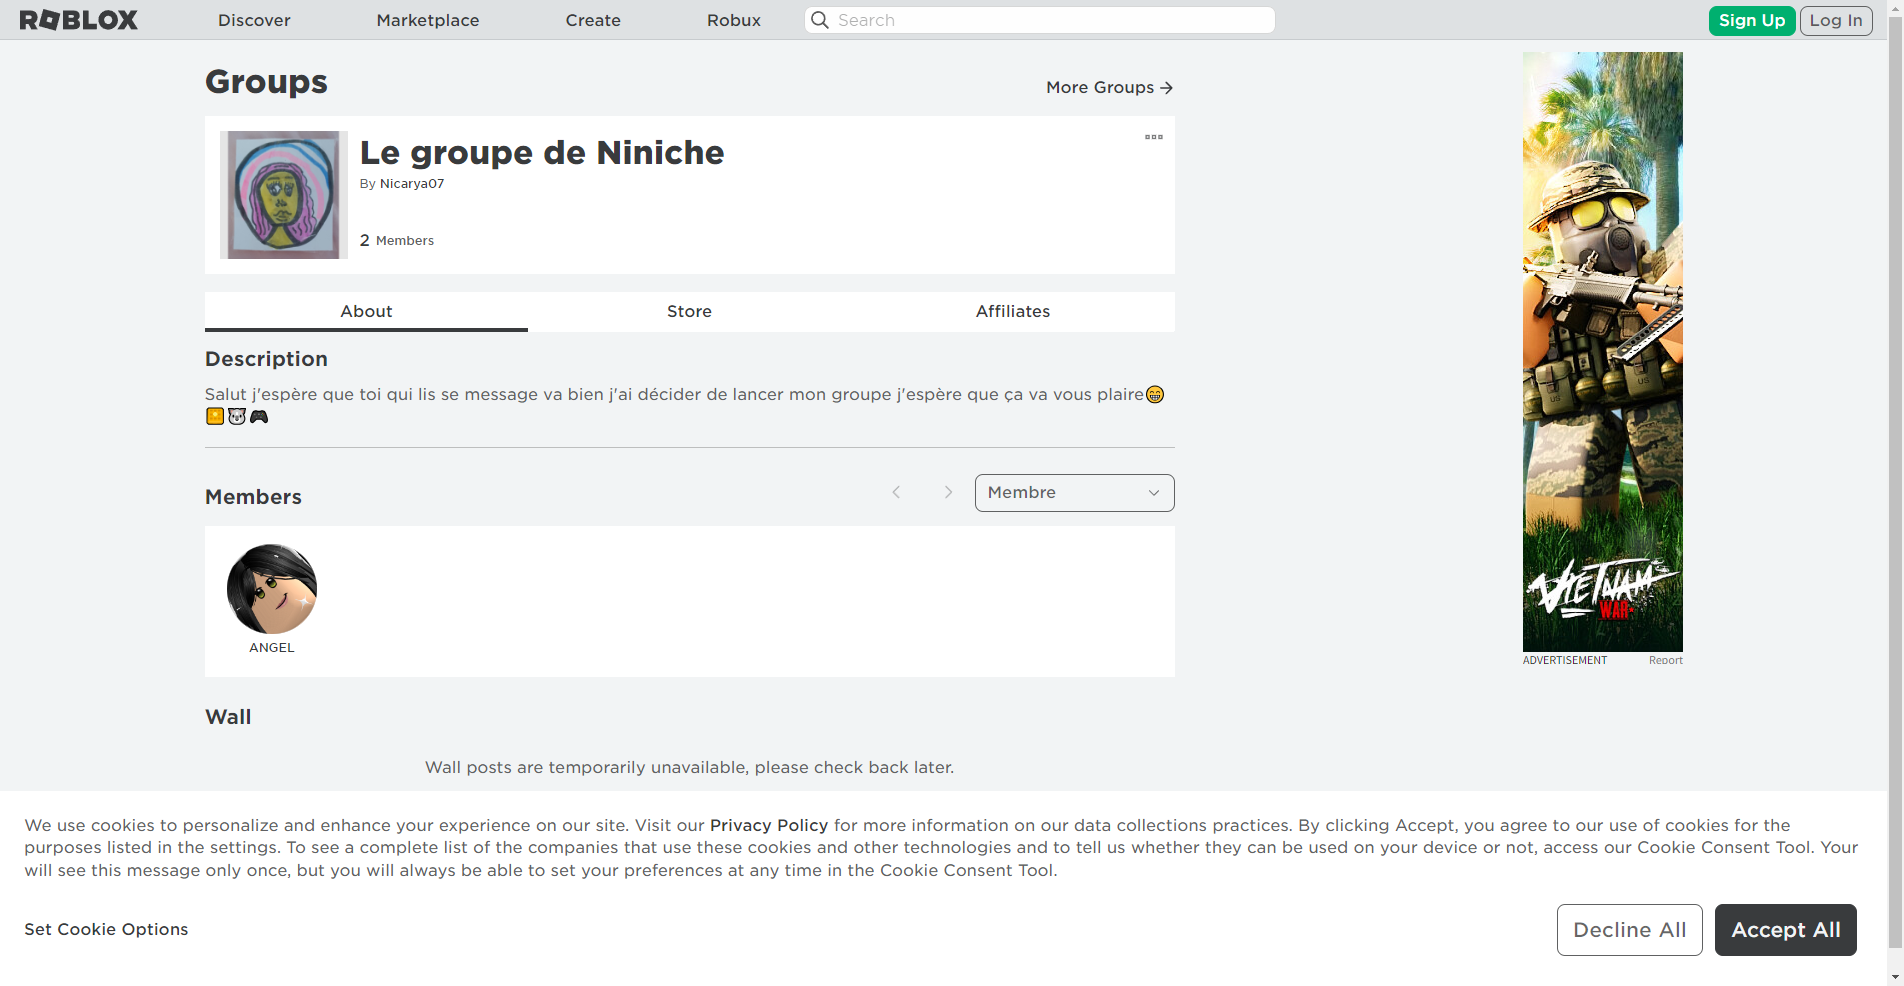 ROBLOX
Discover
Marketplace
Create
Robux
Search
Sign Up
Log In
Groups
More Groups
Le groupe de Niniche
By Nicarya07
2 Members
About
Store
Affiliates
Description
Salut j'espère que toi qui lis se message va bien j'ai décider de lancer mon groupe j'espère que ça va vous plaire😁
Members
Membre
ANGEL
Wall
Wall posts are temporarily unavailable, please check back later.
US
US
VIETNAM
WAR
ADVERTISEMENT
Report
We use cookies to personalize and enhance your experience on our site. Visit our Privacy Policy for more information on our data collections practices. By clicking Accept, you agree to our use of cookies for the
purposes listed in the settings. To see a complete list of the companies that use these cookies and other technologies and to tell us whether they can be used on your device or not, access our Cookie Consent Tool. Your
will see this message only once, but you will always be able to set your preferences at any time in the Cookie Consent Tool.
Set Cookie Options
Decline All
Accept All